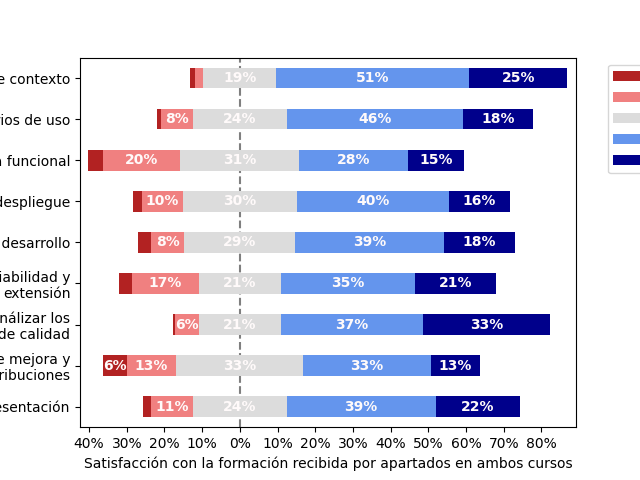 e contexto 19% 51% 25%
rios de uso 8% 24% 46% 18%
funcional 20% 31% 28% 15%
despliegue 10% 30% 40% 16%
desarrollo 8% 29% 39% 18%
iabilidad y
extensión 17% 21% 35% 21%
nálizar los
de calidad 6% 21% 37% 33%
e mejora y
ribuciones 6% 13% 33% 33% 13%
esentación 11% 24% 39% 22%
40% 30% 20% 10% 0% 10% 20% 30% 40% 50% 60% 70% 80%
Satisfacción con la formación recibida por apartados en ambos cursos